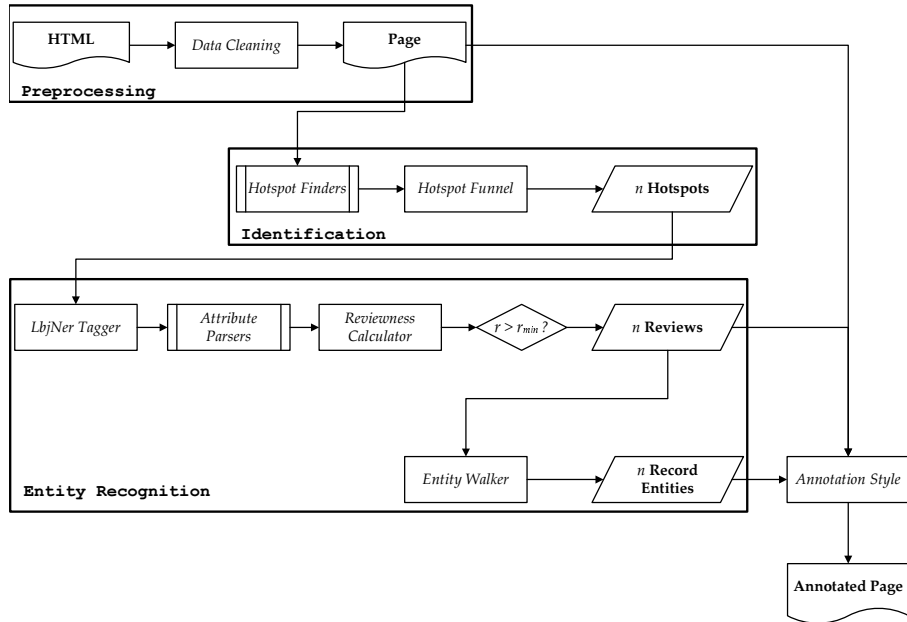 HTML
Data Cleaning
Page
Preprocessing
Hotspot Finders
Hotspot Funnel
n Hotspots
Identification
LbjNer Tagger
Attribute
Parsers
Reviewness
Calculator
r > rmin ?
n Reviews
Entity Walker
n Record
Entities
Annotation Style
Entity Recognition
Annotated Page